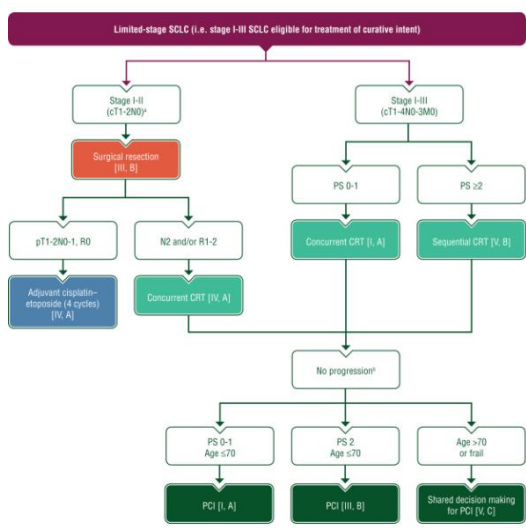 Limited-stage SCLC (i.e. stage I-III SCLC eligible for treatment of curative intent)
Stage I-II
(cT1-2N0)ᵃ
Stage I-III
(cT1-4N0-3M0)
Surgical resection
[III, B]
PS 0-1
PS ≥2
pT1-2N0-1, R0
N2 and/or R1-2
Concurrent CRT [I, A]
Sequential CRT [V, B]
Adjuvant cisplatin–
etoposide (4 cycles)
[IV, A]
Concurrent CRT [IV, A]
No progressionᵇ
PS 0-1
Age ≤70
PS 2
Age ≤70
Age >70
or frail
PCI [I, A]
PCI [III, B]
Shared decision making
for PCI [V, C]